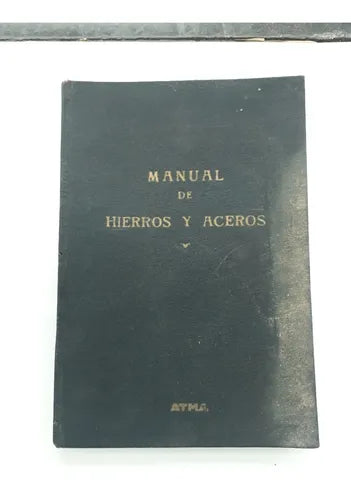 MANUAL
DE
HIERROS Y ACEROS
ATMA